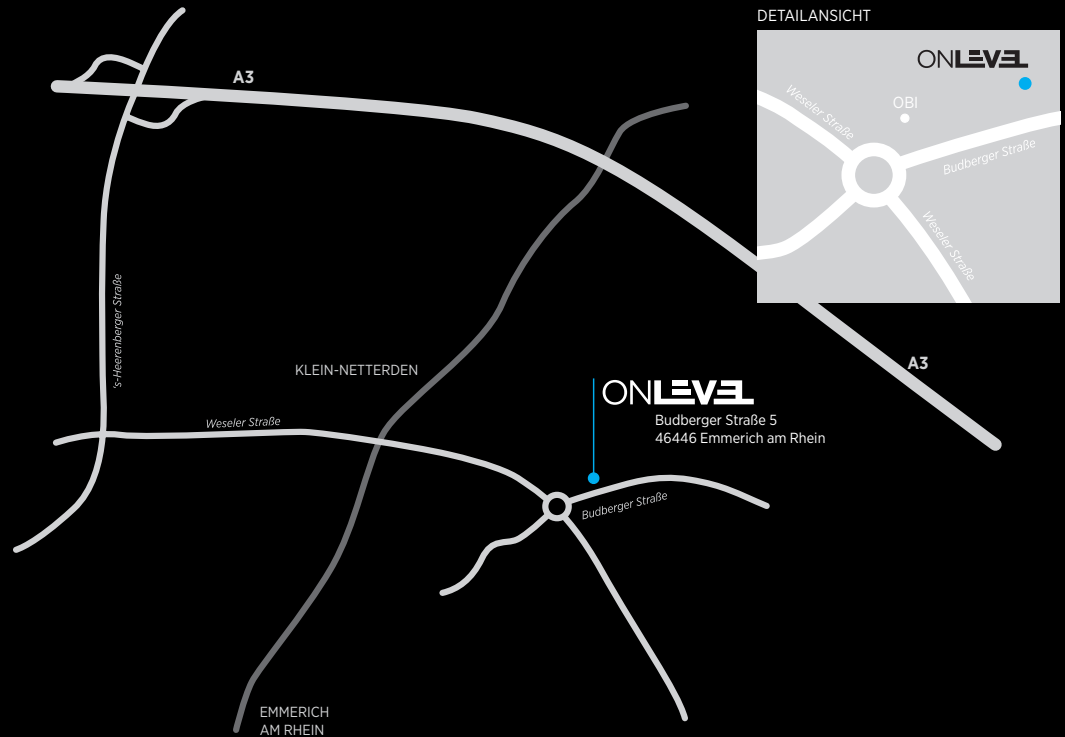 DETAILANSICHT
ONLEVEL
OBI
Weseler Straße
Budberger Straße
Weseler Straße
A3
's-Heerenberger Straße
KLEIN-NETTERDEN
A3
ONLEVEL
Budberger Straße 5
46446 Emmerich am Rhein
Weseler Straße
Budberger Straße
EMMERICH
AM RHEIN